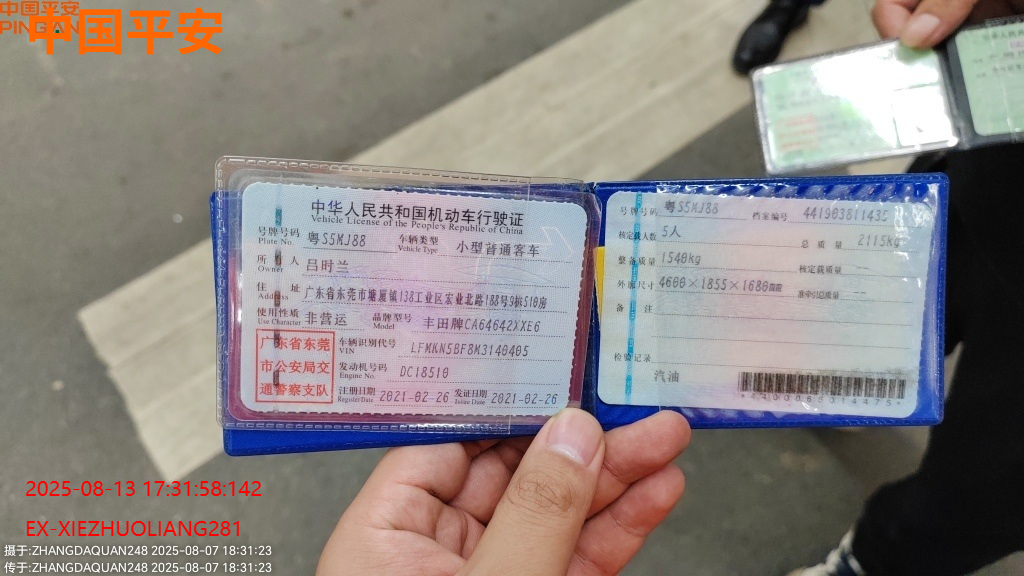 中国平安
PINGAN
中国平安
中华人民共和国机动车行驶证
Vehicle License of the People's Republic of China
号牌号码 粤S5MJ88 车辆类型 小型普通客车
Plate No. Vehicle Type
所有人 吕时兰
Owner
住址 广东省东莞市塘厦镇138工业区宏业北路188号9栋510房
Address
使用性质 非营运 品牌型号 丰田牌CA64642XXE6
Use Character Model
广东省东莞
市公安局交
通警察支队
车辆识别代号 LFMKN5BF8M3140405
VIN
发动机号码 DC18510
Engine No.
注册日期 2021-02-26 发证日期 2021-02-26
Register Date Issue Date
号牌号码 粤S5MJ88 档案编号 441903811435
核定载人数 5人 总质量 2115kg
整备质量 1540kg 核定载质量 --
外廓尺寸 4600×1855×1680mm 准牵引总质量 --
备注
检验记录
汽油
2025-08-13 17:31:58:142
EX-XIEZHUOLIANG281
摄于:ZHANGDAQUAN248 2025-08-07 18:31:23
传于:ZHANGDAQUAN248 2025-08-07 18:31:23